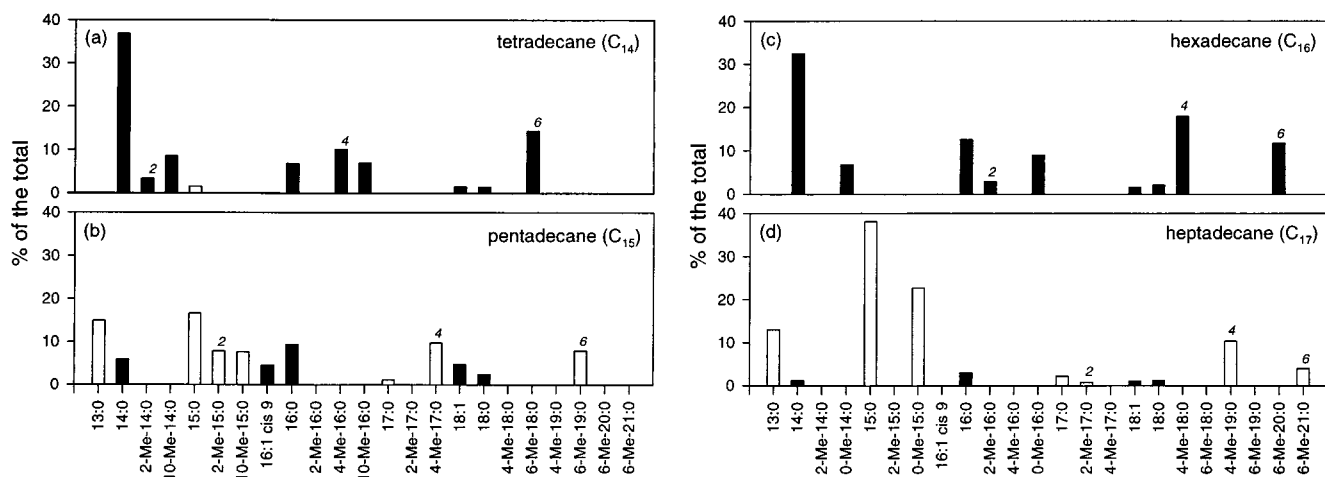 % of the total
(a)
tetradecane (C₁₄)
40
30
20
10
0
2
4
6
(b)
pentadecane (C₁₅)
40
30
20
10
0
2
4
6
13:0
14:0
2-Me-14:0
10-Me-14:0
15:0
2-Me-15:0
10-Me-15:0
16:1 cis 9
16:0
2-Me-16:0
4-Me-16:0
10-Me-16:0
17:0
2-Me-17:0
4-Me-17:0
18:1
18:0
4-Me-18:0
6-Me-18:0
4-Me-19:0
6-Me-19:0
6-Me-20:0
6-Me-21:0
% of the total
(c)
hexadecane (C₁₆)
40
30
20
10
0
2
4
6
(d)
heptadecane (C₁₇)
40
30
20
10
0
2
4
6
13:0
14:0
2-Me-14:0
0-Me-14:0
15:0
2-Me-15:0
0-Me-15:0
16:1 cis 9
16:0
2-Me-16:0
4-Me-16:0
0-Me-16:0
17:0
2-Me-17:0
4-Me-17:0
18:1
18:0
4-Me-18:0
6-Me-18:0
4-Me-19:0
6-Me-19:0
6-Me-20:0
6-Me-21:0